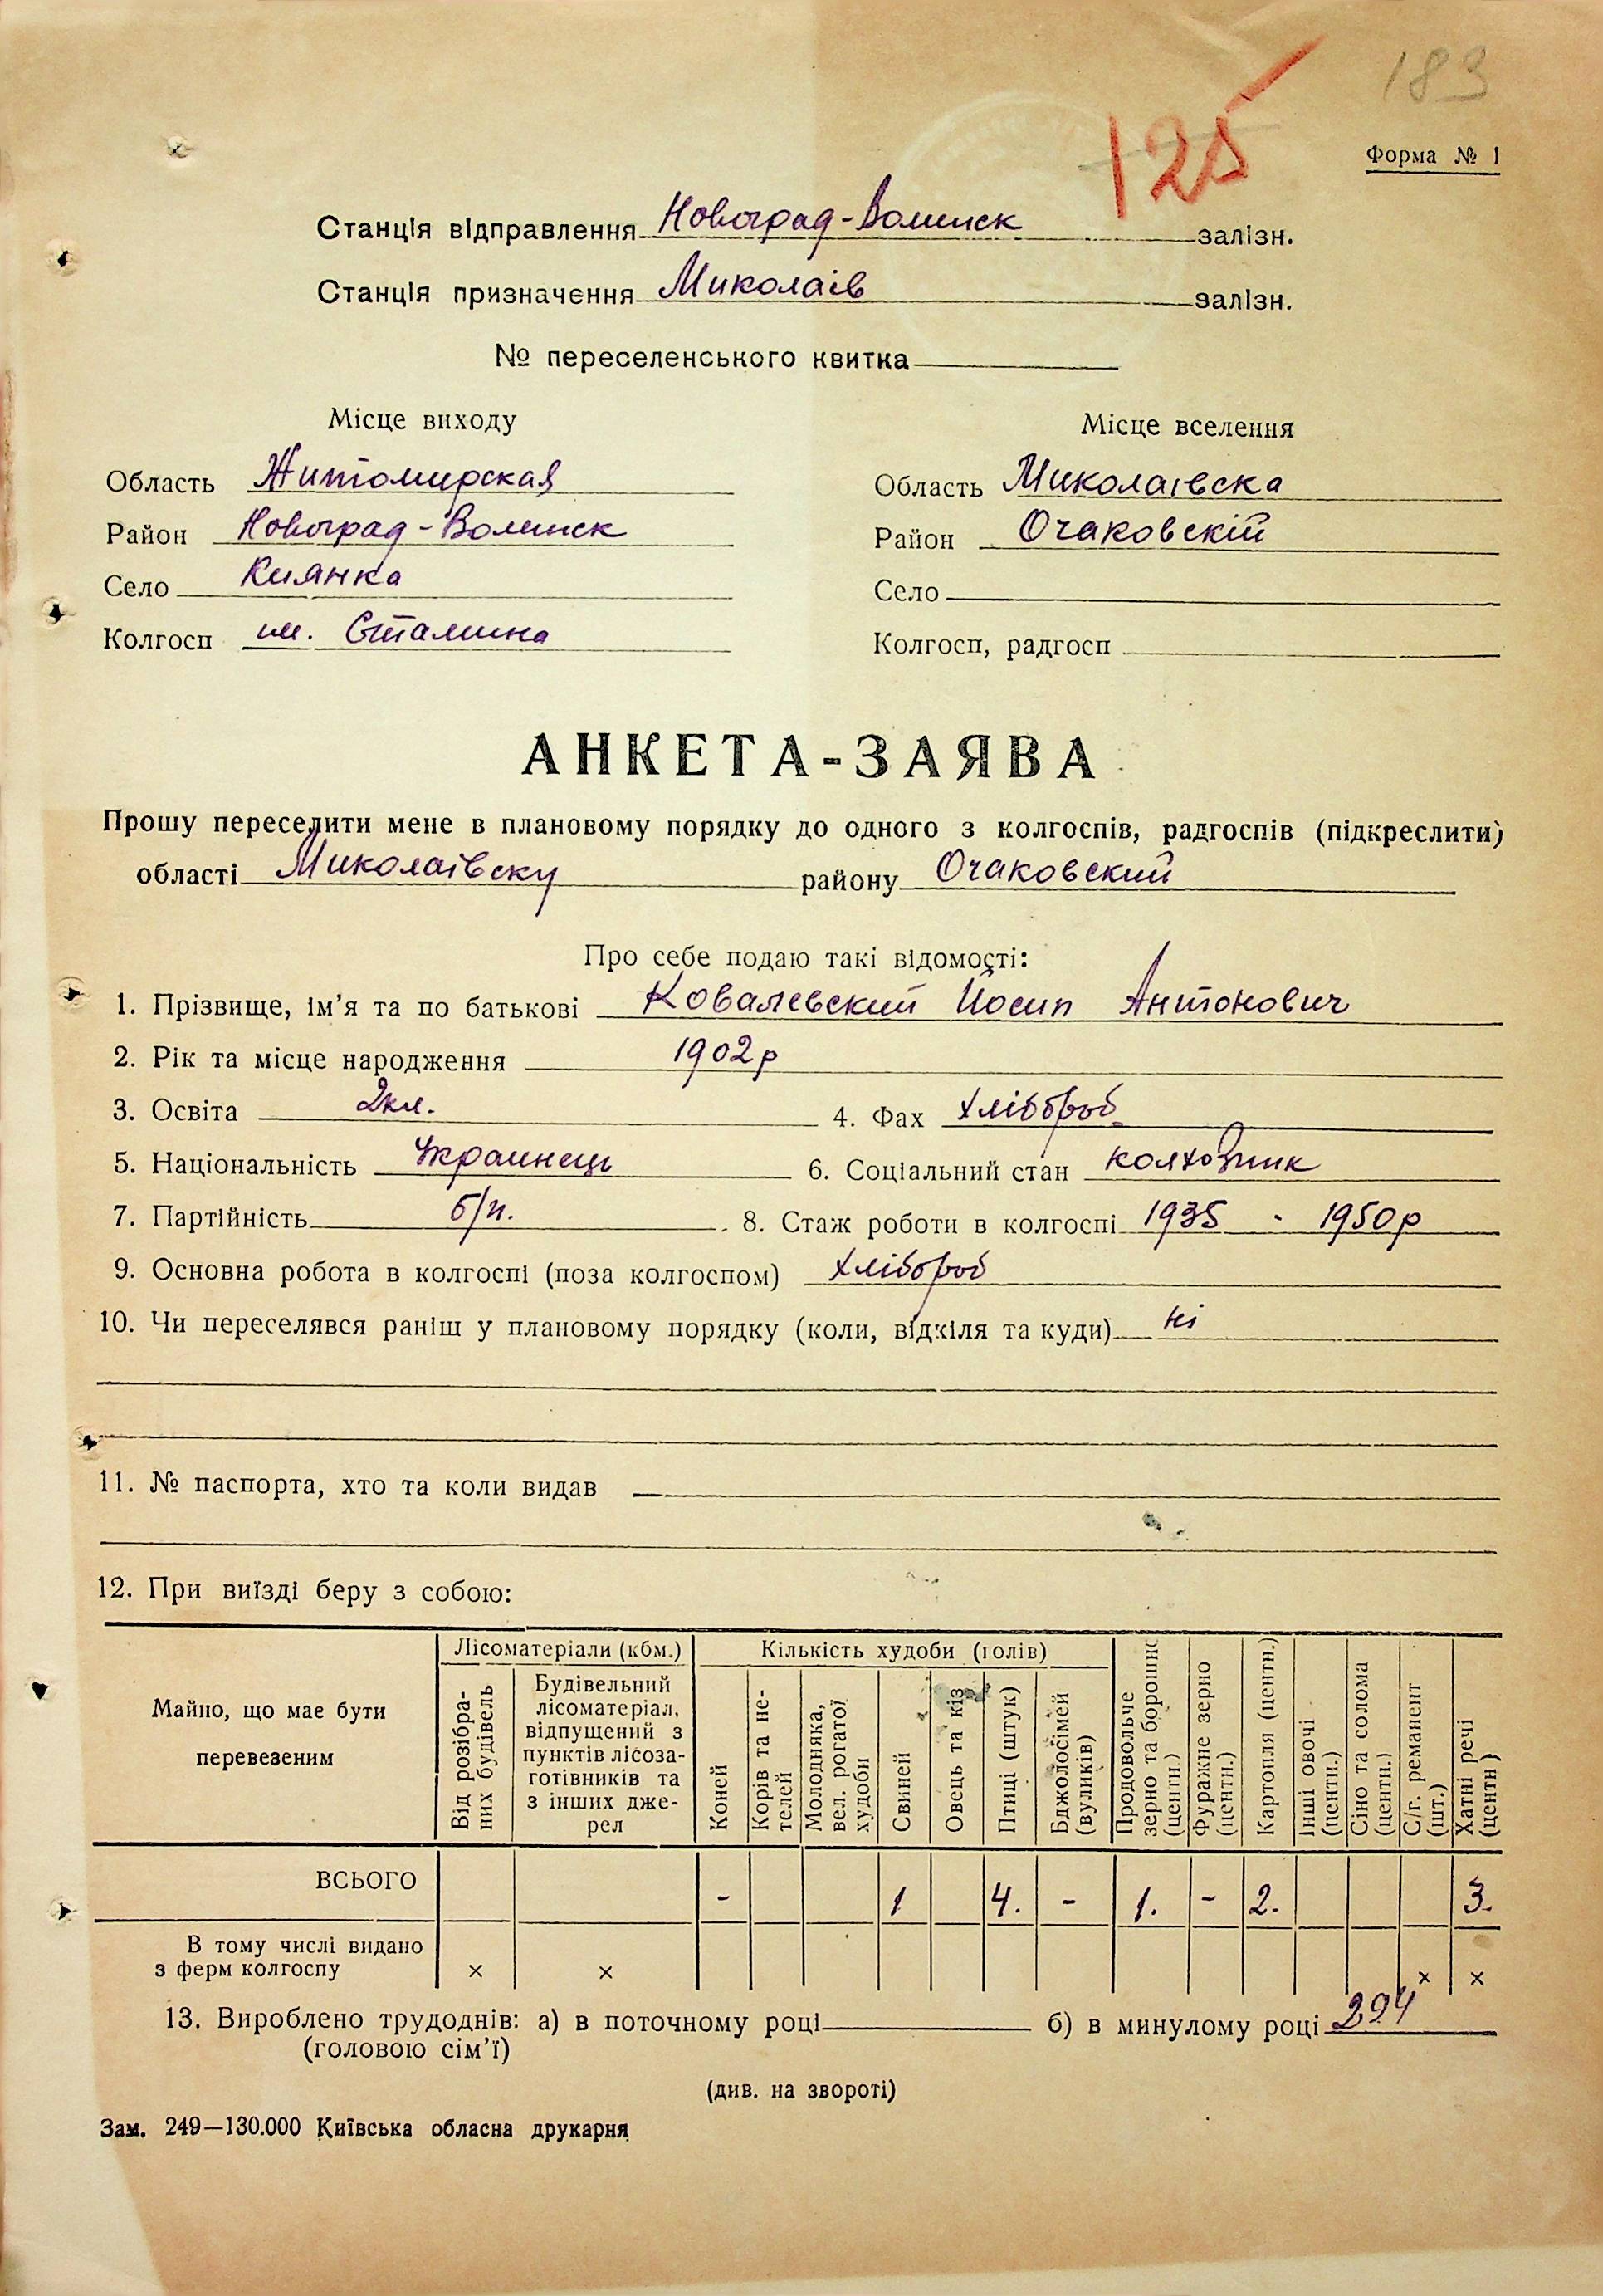 183
125
Форма № 1
Станція відправлення Новоград-Волинск залізн.
Станція призначення Миколаів залізн.
№ переселенського квитка
Місце виходу
Місце вселення
Область Житомирская
Область Миколаівска
Район Новоград-Волинск
Район Очаковскій
Село Киянка
Село
Колгосп им. Сталина
Колгосп, радгосп
АНКЕТА-ЗАЯВА
Прошу переселити мене в плановому порядку до одного з колгоспів, радгоспів (підкреслити)
області Миколаівску району Очаковский
Про себе подаю такі відомості:
1. Прізвище, ім'я та по батькові Ковалевский Йосип Антонович
2. Рік та місце народження 1902р
3. Освіта 2кл. 4. Фах хлібороб
5. Національність Украинець 6. Соціальний стан колхозник
7. Партійність б/п. 8. Стаж роботи в колгоспі 1935 - 1950р
9. Основна робота в колгоспі (поза колгоспом) хлібороб
10. Чи переселявся раніш у плановому порядку (коли, відкіля та куди) ні
11. № паспорта, хто та коли видав
12. При виїзді беру з собою:
Майно, що має бути перевезеним
Лісоматеріали (кбм.)
Кількість худоби (голів)
Від розібраних будівель
Будівельний лісоматеріал, відпущений з пунктів лісозаготівників та з інших джерел
Коней
Корів та нетелей
Молодняка, вел. рогатої худоби
Свиней
Овець та кіз
Птиці (штук)
Бджолосімей (вуликів)
Продовольче зерно та борошно (центн.)
Фуражне зерно (центн.)
Картопля (центн.)
Інші овочі (центн.)
Сіно та солома (центн.)
С/г. реманент (шт.)
Хатні речі (центн)
ВСЬОГО - 1 4. - 1. - 2. 3.
В тому числі видано
з ферм колгоспу × × × ×
13. Вироблено трудоднів: а) в поточному році б) в минулому році 294
(головою сім'ї)
(див. на звороті)
Зам. 249—130.000 Київська обласна друкарня